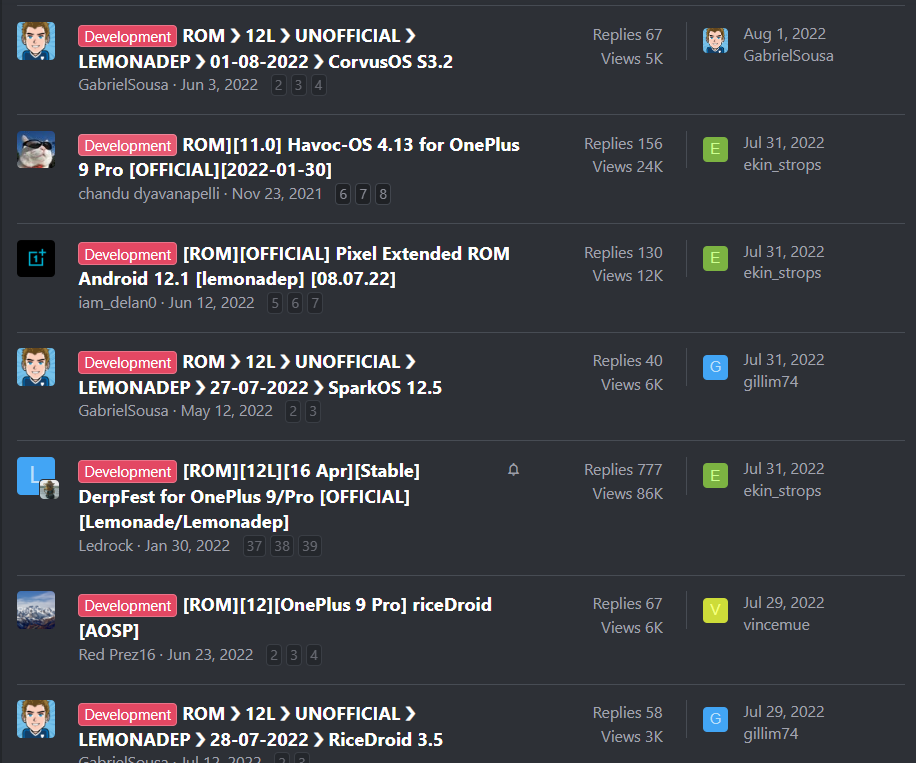 Development ROM ❯ 12L ❯ UNOFFICIAL ❯
LEMONADEP ❯ 01-08-2022 ❯ CorvusOS S3.2
GabrielSousa · Jun 3, 2022 2 3 4
Replies 67
Views 5K
Aug 1, 2022
GabrielSousa
Development ROM][11.0] Havoc-OS 4.13 for OnePlus
9 Pro [OFFICIAL][2022-01-30]
chandu dyavanapelli · Nov 23, 2021 6 7 8
Replies 156
Views 24K
E
Jul 31, 2022
ekin_strops
Development [ROM][OFFICIAL] Pixel Extended ROM
Android 12.1 [lemonadep] [08.07.22]
iam_delan0 · Jun 12, 2022 5 6 7
Replies 130
Views 12K
E
Jul 31, 2022
ekin_strops
Development ROM ❯ 12L ❯ UNOFFICIAL ❯
LEMONADEP ❯ 27-07-2022 ❯ SparkOS 12.5
GabrielSousa · May 12, 2022 2 3
Replies 40
Views 6K
G
Jul 31, 2022
gillim74
L
Development [ROM][12L][16 Apr][Stable]
DerpFest for OnePlus 9/Pro [OFFICIAL]
[Lemonade/Lemonadep]
Ledrock · Jan 30, 2022 37 38 39
Replies 777
Views 86K
E
Jul 31, 2022
ekin_strops
Development [ROM][12][OnePlus 9 Pro] riceDroid
[AOSP]
Red Prez16 · Jun 23, 2022 2 3 4
Replies 67
Views 6K
V
Jul 29, 2022
vincemue
Development ROM ❯ 12L ❯ UNOFFICIAL ❯
LEMONADEP ❯ 28-07-2022 ❯ RiceDroid 3.5
GabrielSousa · Jul 12, 2022 2 3
Replies 58
Views 3K
G
Jul 29, 2022
gillim74